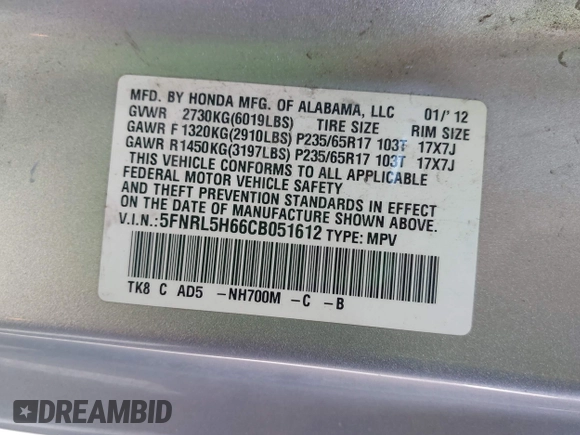 MFD. BY HONDA MFG. OF ALABAMA, LLC 01/'12
GVWR 2730KG(6019LBS) TIRE SIZE RIM SIZE
GAWR F 1320KG(2910LBS) P235/65R17 103T 17X7J
GAWR R1450KG(3197LBS) P235/65R17 103T 17X7J
THIS VEHICLE CONFORMS TO ALL APPLICABLE
FEDERAL MOTOR VEHICLE SAFETY
AND THEFT PREVENTION STANDARDS IN EFFECT
ON THE DATE OF MANUFACTURE SHOWN ABOVE.
V.I.N.:5FNRL5H66CB051612 TYPE: MPV
TK8 C AD5 -NH700M -C -B
DREAMBID